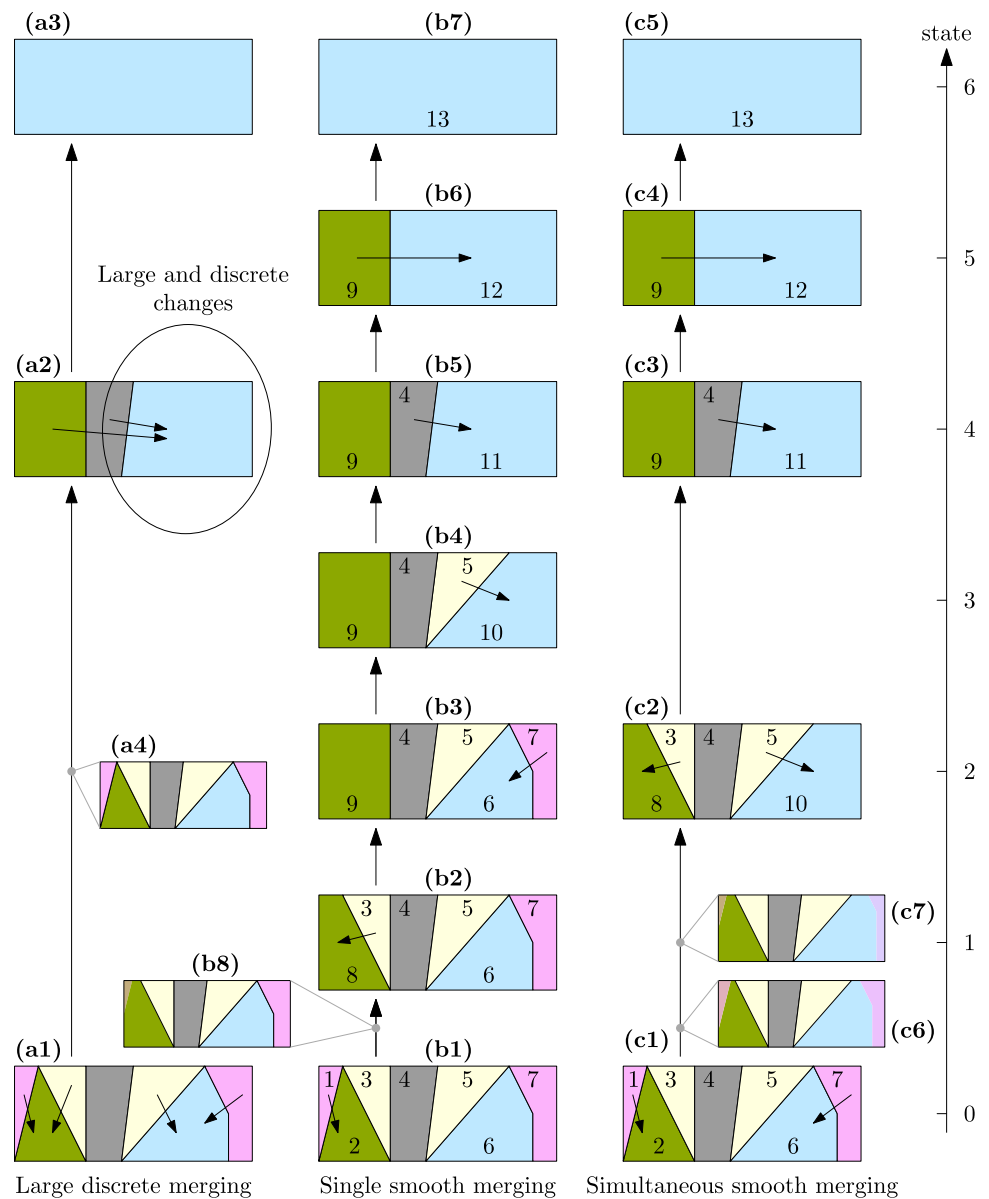 (a3) (b7) (c5) state
6
13 13
(b6) (c4)
5
Large and discrete
changes
9 12 9 12
(a2) (b5) (c3)
4 4
4
9 11 9 11
(b4)
4 5
3
9 10
(b3) (c2)
(a4) 4 5 7 3 4 5
2
9 6 8 10
(b2)
3 4 5 7 (c7)
1
(b8) 8 6
(c6)
(a1) (b1) (c1)
1 3 4 5 7 1 3 4 5 7
0
2 6 2 6
Large discrete merging Single smooth merging Simultaneous smooth merging